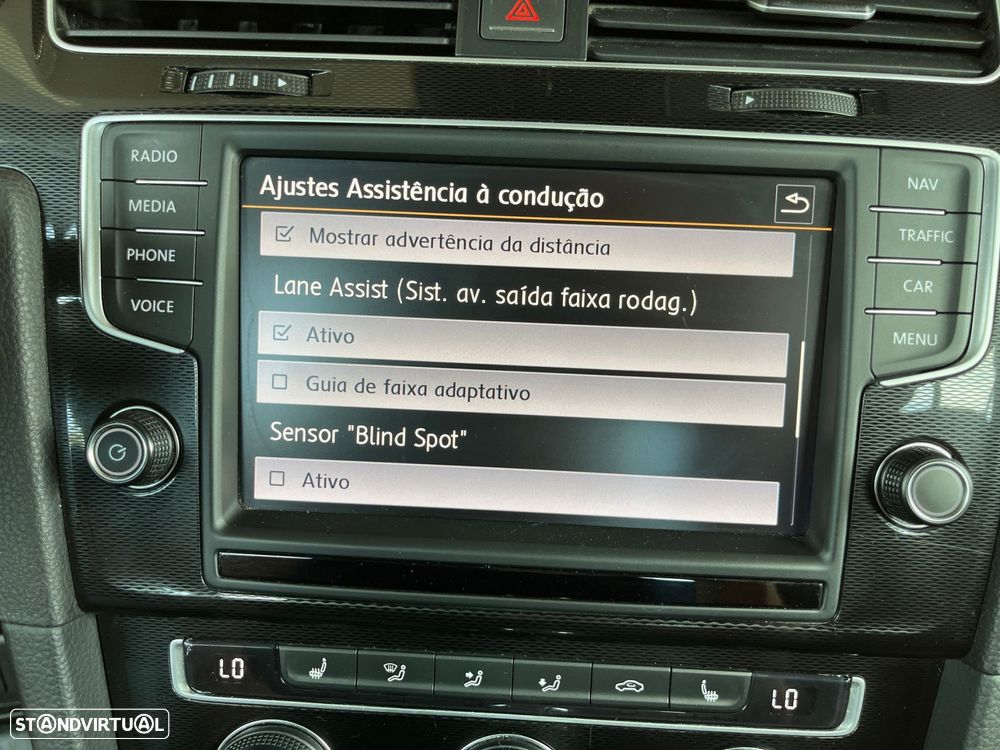 RADIO
MEDIA
PHONE
VOICE
Ajustes Assistência à condução
Mostrar advertência da distância
Lane Assist (Sist. av. saída faixa rodag.)
Ativo
Guia de faixa adaptativo
Sensor "Blind Spot"
Ativo
NAV
TRAFFIC
CAR
MENU
LO
LO
STANDVIRTUAL